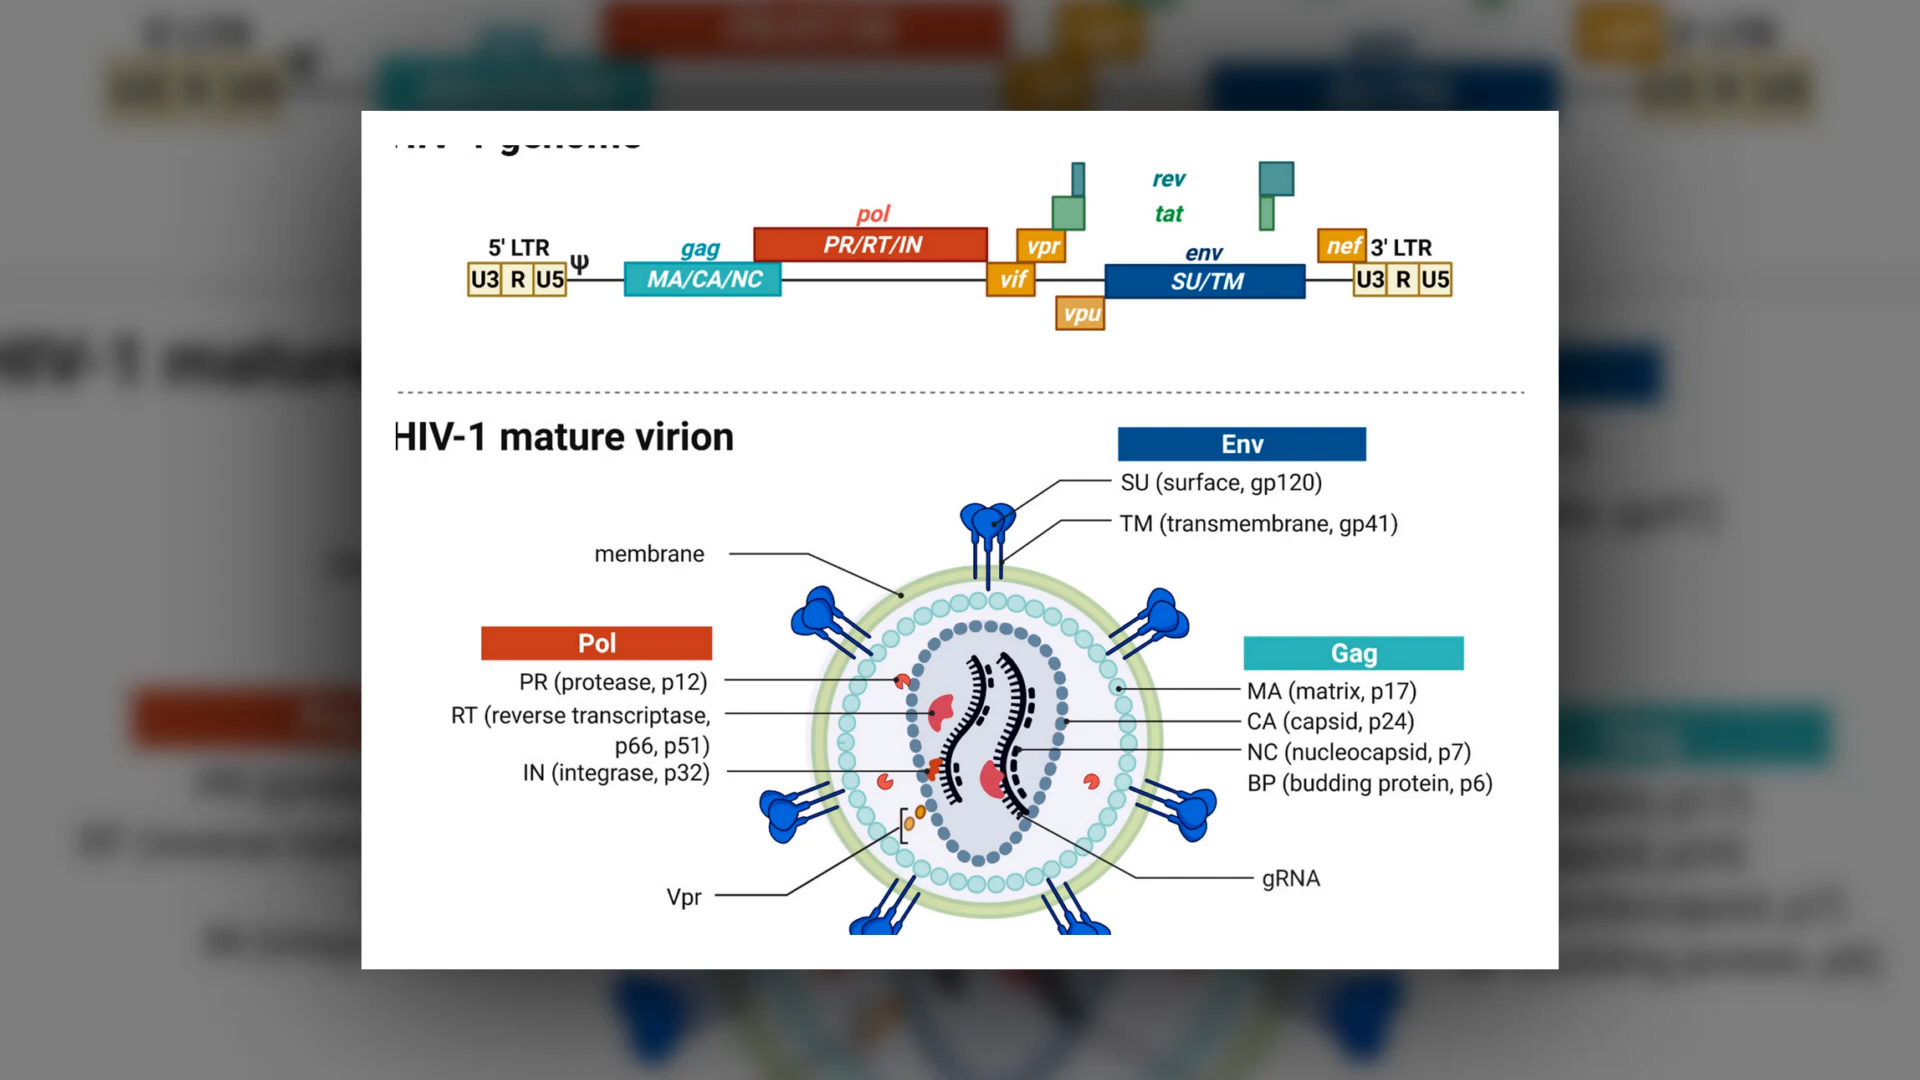 HIV-1 genome
rev
tat
pol
5' LTR
gag
PR/RT/IN
vpr
env
nef
3' LTR
U3 R U5
ψ
MA/CA/NC
vif
SU/TM
U3 R U5
vpu
HIV-1 mature virion
Env
SU (surface, gp120)
TM (transmembrane, gp41)
membrane
Pol
PR (protease, p12)
RT (reverse transcriptase,
p66, p51)
IN (integrase, p32)
Vpr
Gag
MA (matrix, p17)
CA (capsid, p24)
NC (nucleocapsid, p7)
BP (budding protein, p6)
gRNA